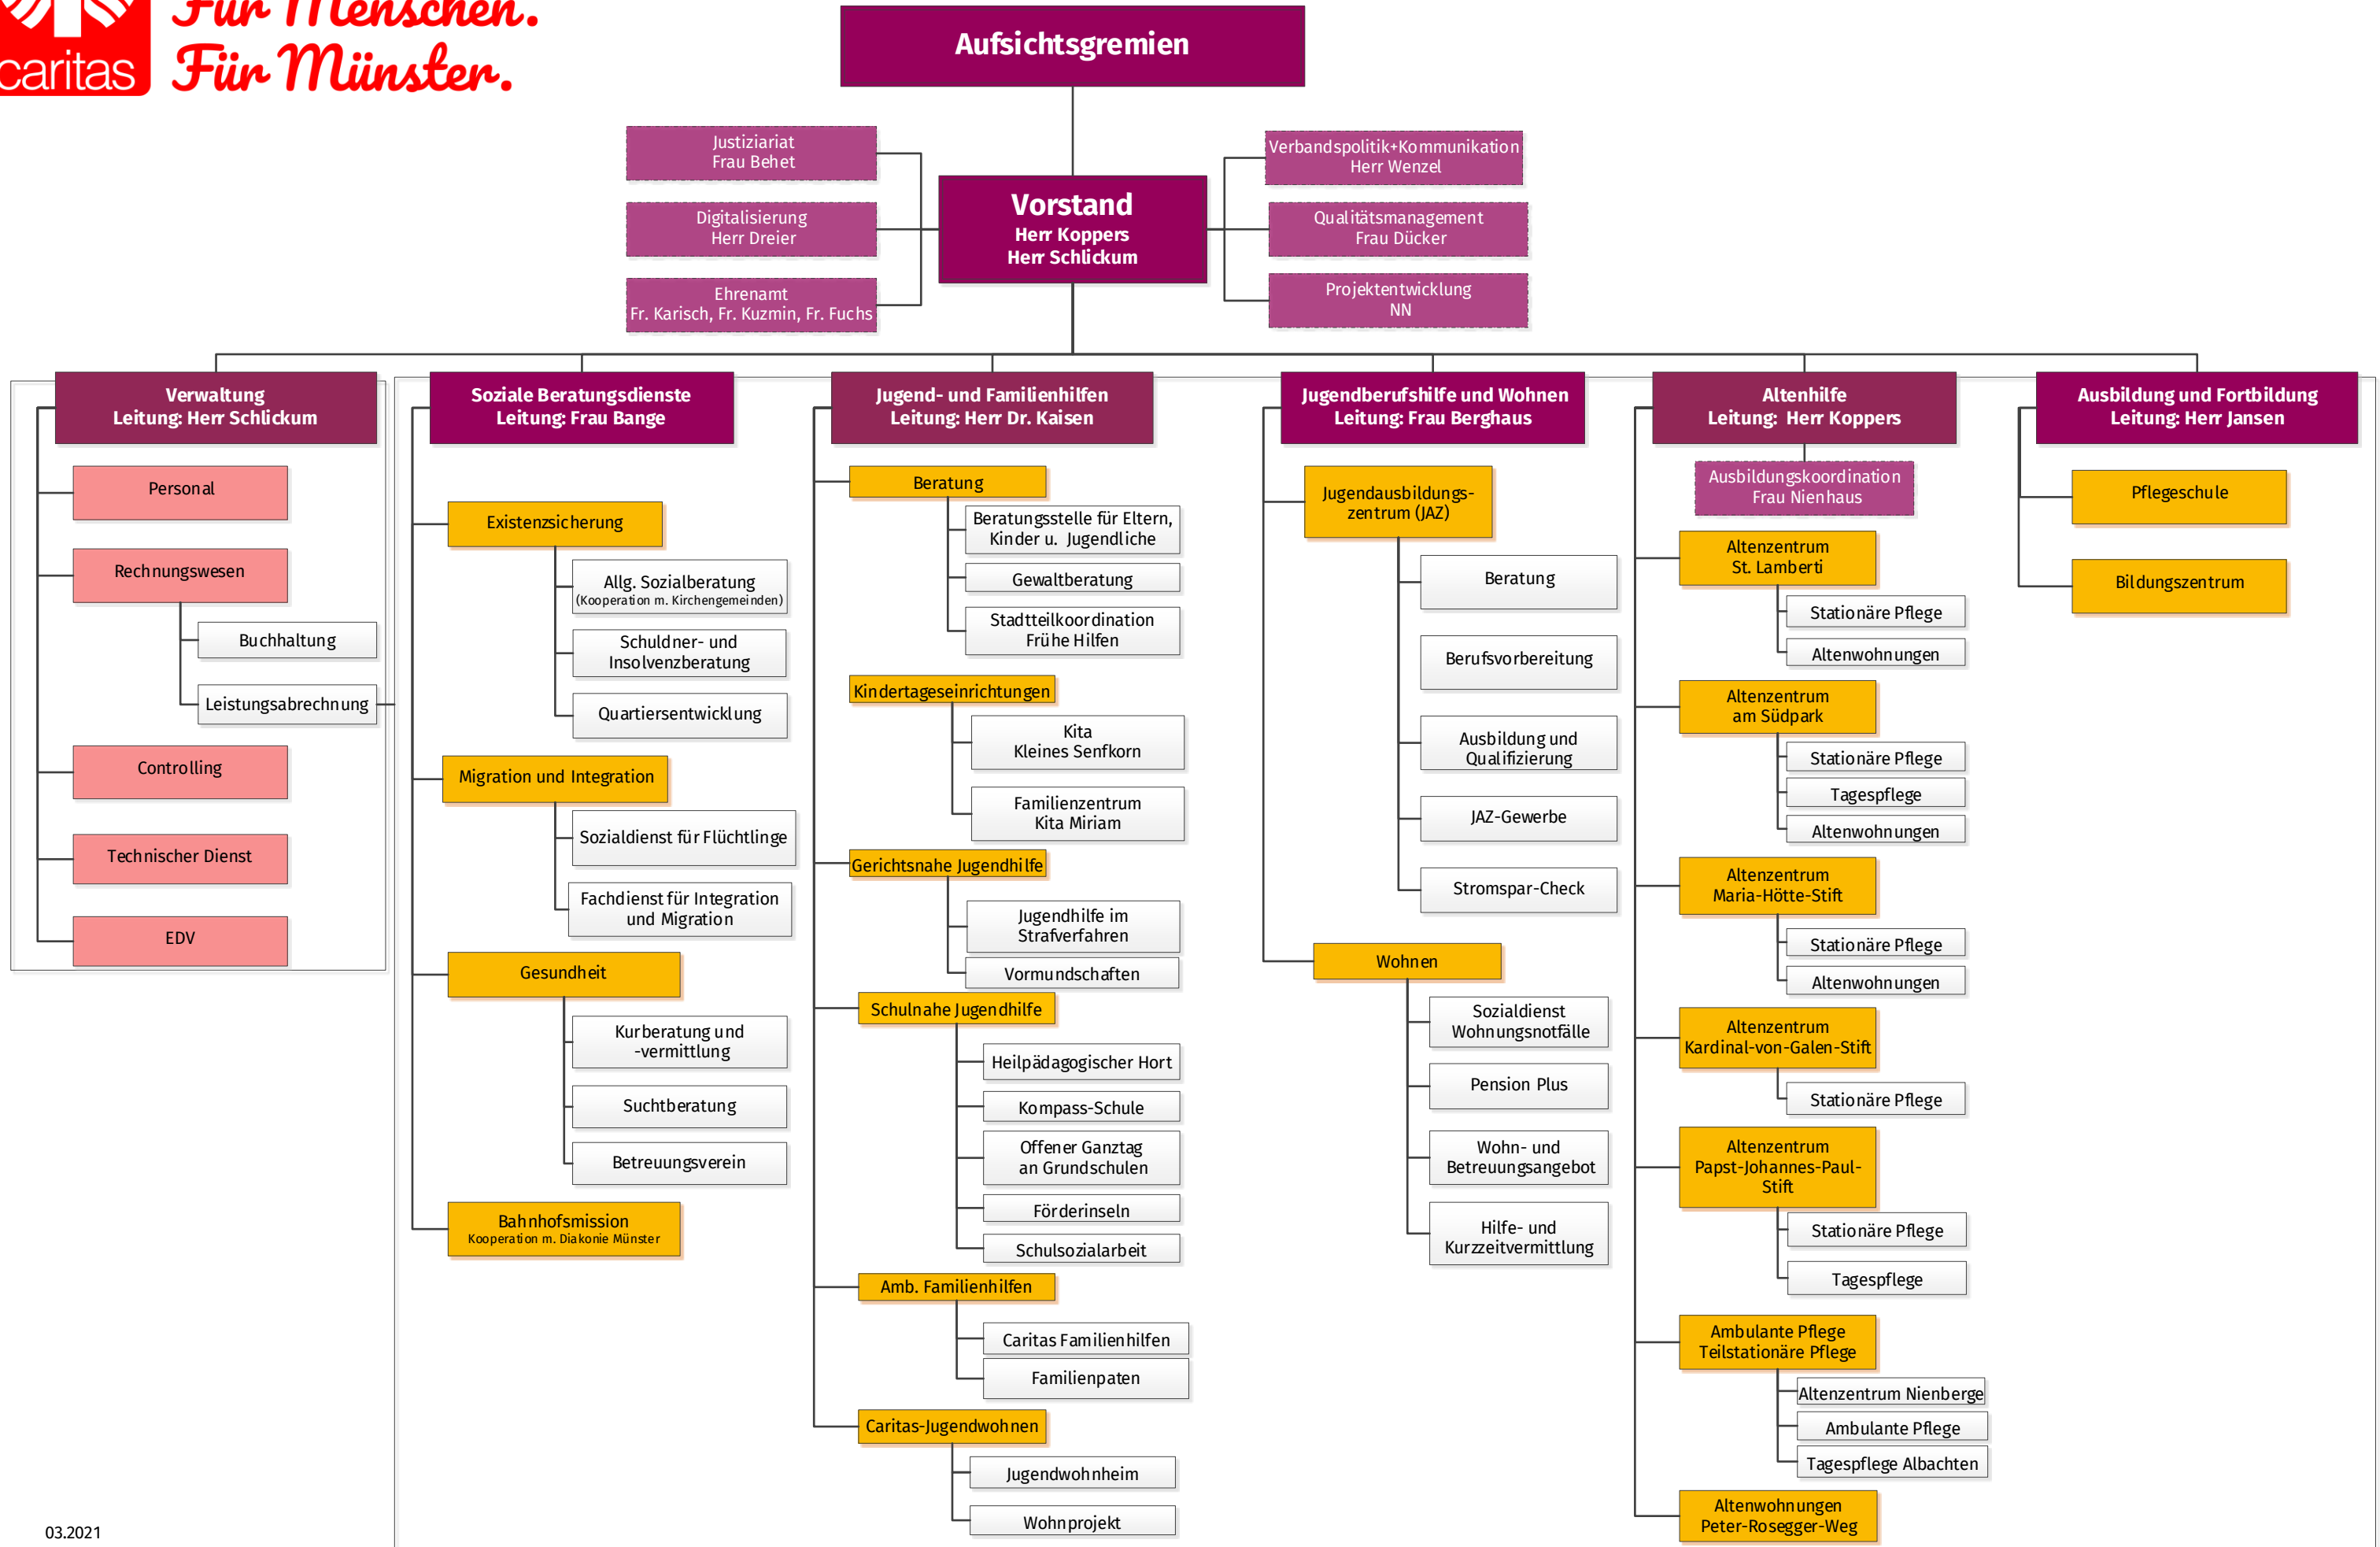 Für Menschen.
Für Münster.
caritas
Aufsichtsgremien
Justiziariat
Frau Behet
Digitalisierung
Herr Dreier
Ehrenamt
Fr. Karisch, Fr. Kuzmin, Fr. Fuchs
Vorstand
Herr Koppers
Herr Schlickum
Verbandspolitik+Kommunikation
Herr Wenzel
Qualitätsmanagement
Frau Dücker
Projektentwicklung
NN
Verwaltung
Leitung: Herr Schlickum
Personal
Rechnungswesen
Buchhaltung
Leistungsabrechnung
Controlling
Technischer Dienst
EDV
Soziale Beratungsdienste
Leitung: Frau Bange
Existenzsicherung
Allg. Sozialberatung
(Kooperation m. Kirchengemeinden)
Schuldner- und
Insolvenzberatung
Quartiersentwicklung
Migration und Integration
Sozialdienst für Flüchtlinge
Fachdienst für Integration
und Migration
Gesundheit
Kurberatung und
-vermittlung
Suchtberatung
Betreuungsverein
Bahnhofsmission
Kooperation m. Diakonie Münster
Jugend- und Familienhilfen
Leitung: Herr Dr. Kaisen
Beratung
Beratungsstelle für Eltern,
Kinder u. Jugendliche
Gewaltberatung
Stadtteilkoordination
Frühe Hilfen
Kindertageseinrichtungen
Kita
Kleines Senfkorn
Familienzentrum
Kita Miriam
Gerichtsnahe Jugendhilfe
Jugendhilfe im
Strafverfahren
Vormundschaften
Schulnahe Jugendhilfe
Heilpädagogischer Hort
Kompass-Schule
Offener Ganztag
an Grundschulen
Förderinseln
Schulsozialarbeit
Amb. Familienhilfen
Caritas Familienhilfen
Familienpaten
Caritas-Jugendwohnen
Jugendwohnheim
Wohnprojekt
Jugendberufshilfe und Wohnen
Leitung: Frau Berghaus
Jugendausbildungs-
zentrum (JAZ)
Beratung
Berufsvorbereitung
Ausbildung und
Qualifizierung
JAZ-Gewerbe
Stromspar-Check
Wohnen
Sozialdienst
Wohnungsnotfälle
Pension Plus
Wohn- und
Betreuungsangebot
Hilfe- und
Kurzzeitvermittlung
Altenhilfe
Leitung: Herr Koppers
Ausbildungskoordination
Frau Nienhaus
Altenzentrum
St. Lamberti
Stationäre Pflege
Altenwohnungen
Altenzentrum
am Südpark
Stationäre Pflege
Tagespflege
Altenwohnungen
Altenzentrum
Maria-Hötte-Stift
Stationäre Pflege
Altenwohnungen
Altenzentrum
Kardinal-von-Galen-Stift
Stationäre Pflege
Altenzentrum
Papst-Johannes-Paul-
Stift
Stationäre Pflege
Tagespflege
Ambulante Pflege
Teilstationäre Pflege
Altenzentrum Nienberge
Ambulante Pflege
Tagespflege Albachten
Altenwohnungen
Peter-Rosegger-Weg
Ausbildung und Fortbildung
Leitung: Herr Jansen
Pflegeschule
Bildungszentrum
03.2021